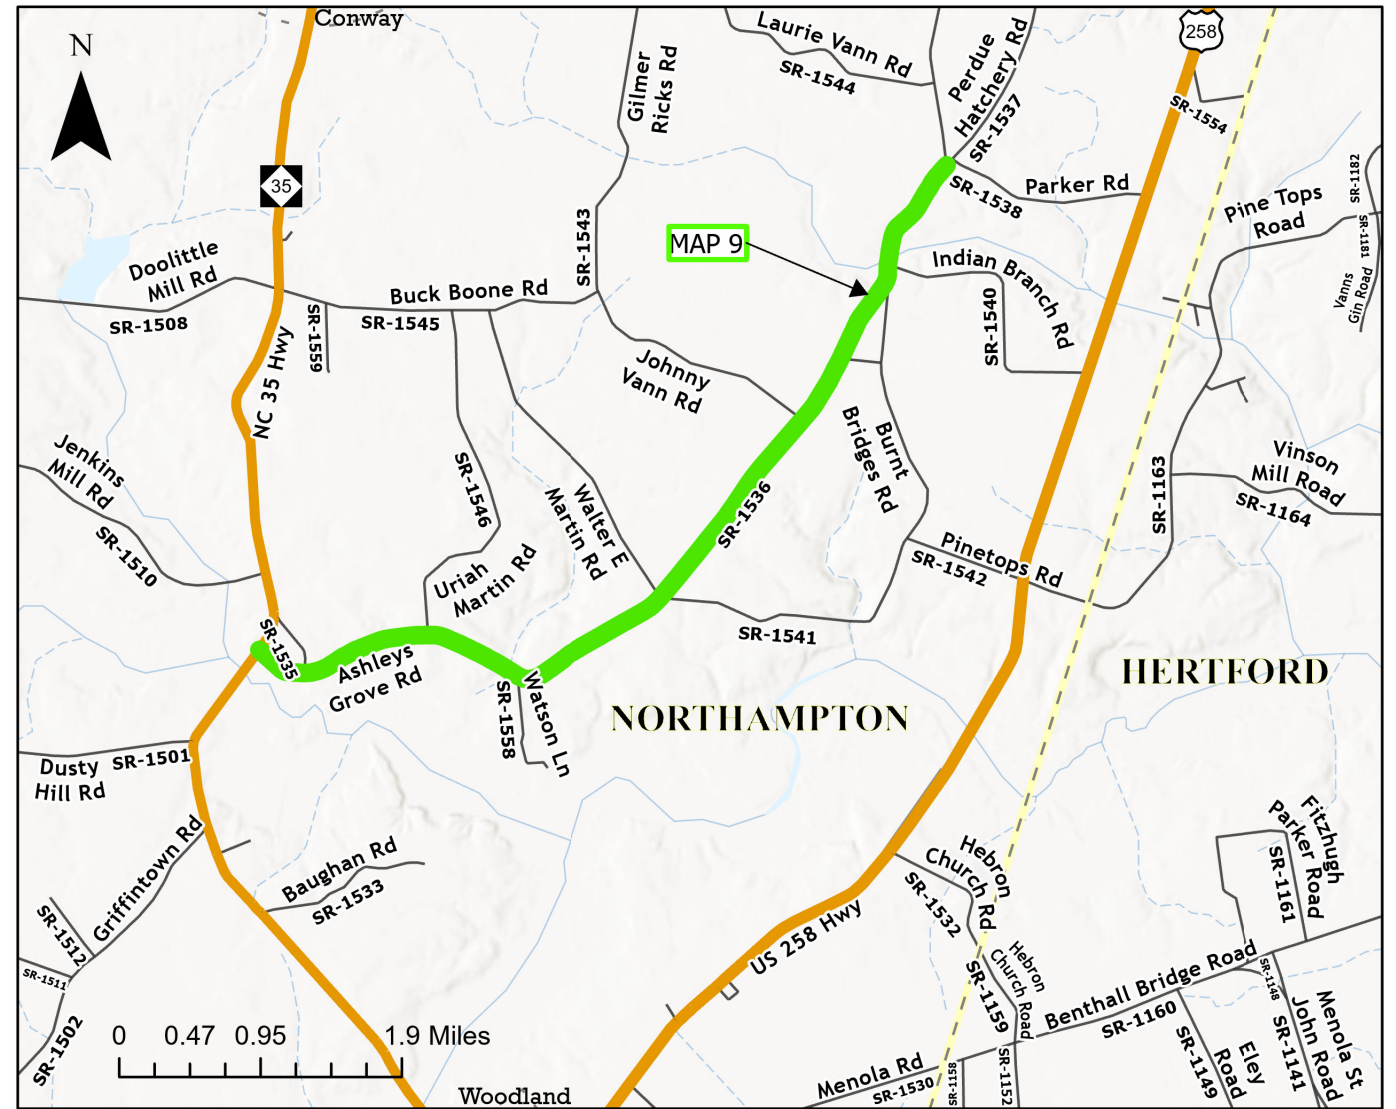 Conway
N
258
Laurie Vann Rd
SR-1544
Perdue
Hatchery Rd
SR-1537
Gilmer
Ricks Rd
SR-1554
35
SR-1538
Parker Rd
SR-1182
Pine Tops
Road
SR-1181
Vanns
Gin Road
MAP 9
SR-1543
Doolittle
Mill Rd
SR-1508
Buck Boone Rd
SR-1545
SR-1559
Indian Branch Rd
SR-1540
NC 35 Hwy
Johnny
Vann Rd
Burnt
Bridges Rd
Jenkins
Mill Rd
SR-1510
SR-1546
Walter E
Martin Rd
SR-1536
SR-1163
Vinson
Mill Road
SR-1164
Pinetops Rd
SR-1542
Uriah
Martin Rd
SR-1541
SR-1535
Ashleys
Grove Rd
SR-1558
Watson Ln
NORTHAMPTON
HERTFORD
Dusty
Hill Rd
SR-1501
Griffintown Rd
Baughan Rd
SR-1533
SR-1512
SR-1511
SR-1502
US 258 Hwy
Hebron
Church Rd
SR-1532
Hebron
Church Road
SR-1159
Fitzhugh
Parker Road
SR-1161
Benthall Bridge Road
SR-1160
SR-1148
Menola St
John Road
SR-1141
Eley
Road
SR-1149
SR-1152
SR-1158
Menola Rd
SR-1530
0 0.47 0.95 1.9 Miles
Woodland